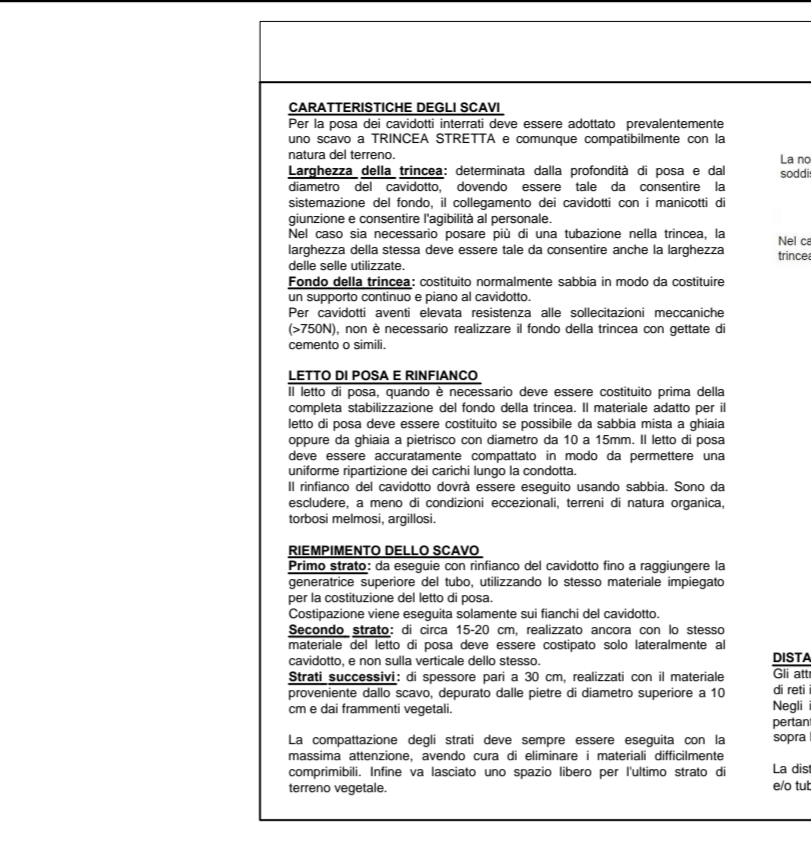 CARATTERISTICHE DEGLI SCAVI
Per la posa dei cavidotti interrati deve essere adottato prevalentemente
uno scavo a TRINCEA STRETTA e comunque compatibilmente con la
natura del terreno.
Larghezza della trincea: determinata dalla profondità di posa e dal
diametro del cavidotto, dovendo essere tale da consentire la
sistemazione del fondo, il collegamento dei cavidotti con i manicotti di
giunzione e consentire l'agibilità al personale.
Nel caso sia necessario posare più di una tubazione nella trincea, la
larghezza della stessa deve essere tale da consentire anche la larghezza
delle selle utilizzate.
Fondo della trincea: costituito normalmente sabbia in modo da costituire
un supporto continuo e piano al cavidotto.
Per cavidotti aventi elevata resistenza alle sollecitazioni meccaniche
(>750N), non è necessario realizzare il fondo della trincea con gettate di
cemento o simili.
LETTO DI POSA E RINFIANCO
Il letto di posa, quando è necessario deve essere costituito prima della
completa stabilizzazione del fondo della trincea. Il materiale adatto per il
letto di posa deve essere costituito se possibile da sabbia mista a ghiaia
oppure da ghiaia a pietrisco con diametro da 10 a 15mm. Il letto di posa
deve essere accuratamente compattato in modo da permettere una
uniforme ripartizione dei carichi lungo la condotta.
Il rinfianco del cavidotto dovrà essere eseguito usando sabbia. Sono da
escludere, a meno di condizioni eccezionali, terreni di natura organica,
torbosi melmosi, argillosi.
RIEMPIMENTO DELLO SCAVO
Primo strato: da eseguie con rinfianco del cavidotto fino a raggiungere la
generatrice superiore del tubo, utilizzando lo stesso materiale impiegato
per la costituzione del letto di posa.
Costipazione viene eseguita solamente sui fianchi del cavidotto.
Secondo strato: di circa 15-20 cm, realizzato ancora con lo stesso
materiale del letto di posa deve essere costipato solo lateralmente al
cavidotto, e non sulla verticale dello stesso.
Strati successivi: di spessore pari a 30 cm, realizzati con il materiale
proveniente dallo scavo, depurato dalle pietre di diametro superiore a 10
cm e dai frammenti vegetali.
La compattazione degli strati deve sempre essere eseguita con la
massima attenzione, avendo cura di eliminare i materiali difficilmente
comprimibili. Infine va lasciato uno spazio libero per l'ultimo strato di
terreno vegetale.
La no
soddis
Nel ca
trincea
DISTA
Gli attr
di reti i
Negli i
pertant
sopra l
La dist
e/o tub